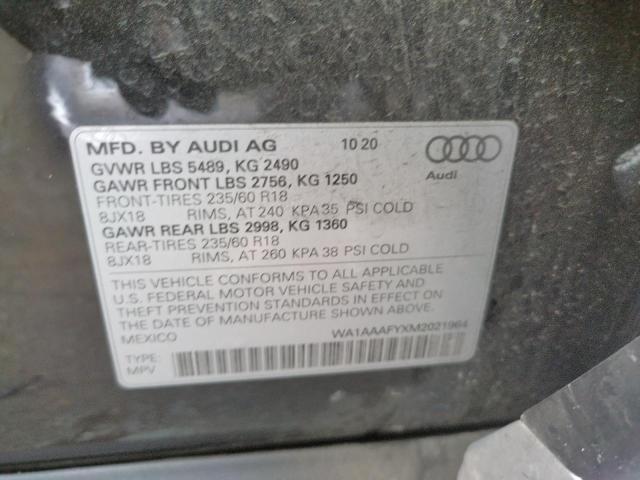 MFD. BY AUDI AG 10 20
GVWR LBS 5489, KG 2490
GAWR FRONT LBS 2756, KG 1250
FRONT-TIRES 235/60 R18
8JX18 RIMS, AT 240 KPA 35 PSI COLD
GAWR REAR LBS 2998, KG 1360
REAR-TIRES 235/60 R18
8JX18 RIMS, AT 260 KPA 38 PSI COLD
Audi
THIS VEHICLE CONFORMS TO ALL APPLICABLE
U.S. FEDERAL MOTOR VEHICLE SAFETY AND
THEFT PREVENTION STANDARDS IN EFFECT ON
THE DATE OF MANUFACTURE SHOWN ABOVE.
MEXICO WA1AAAFYXM2021964
TYPE:
MPV